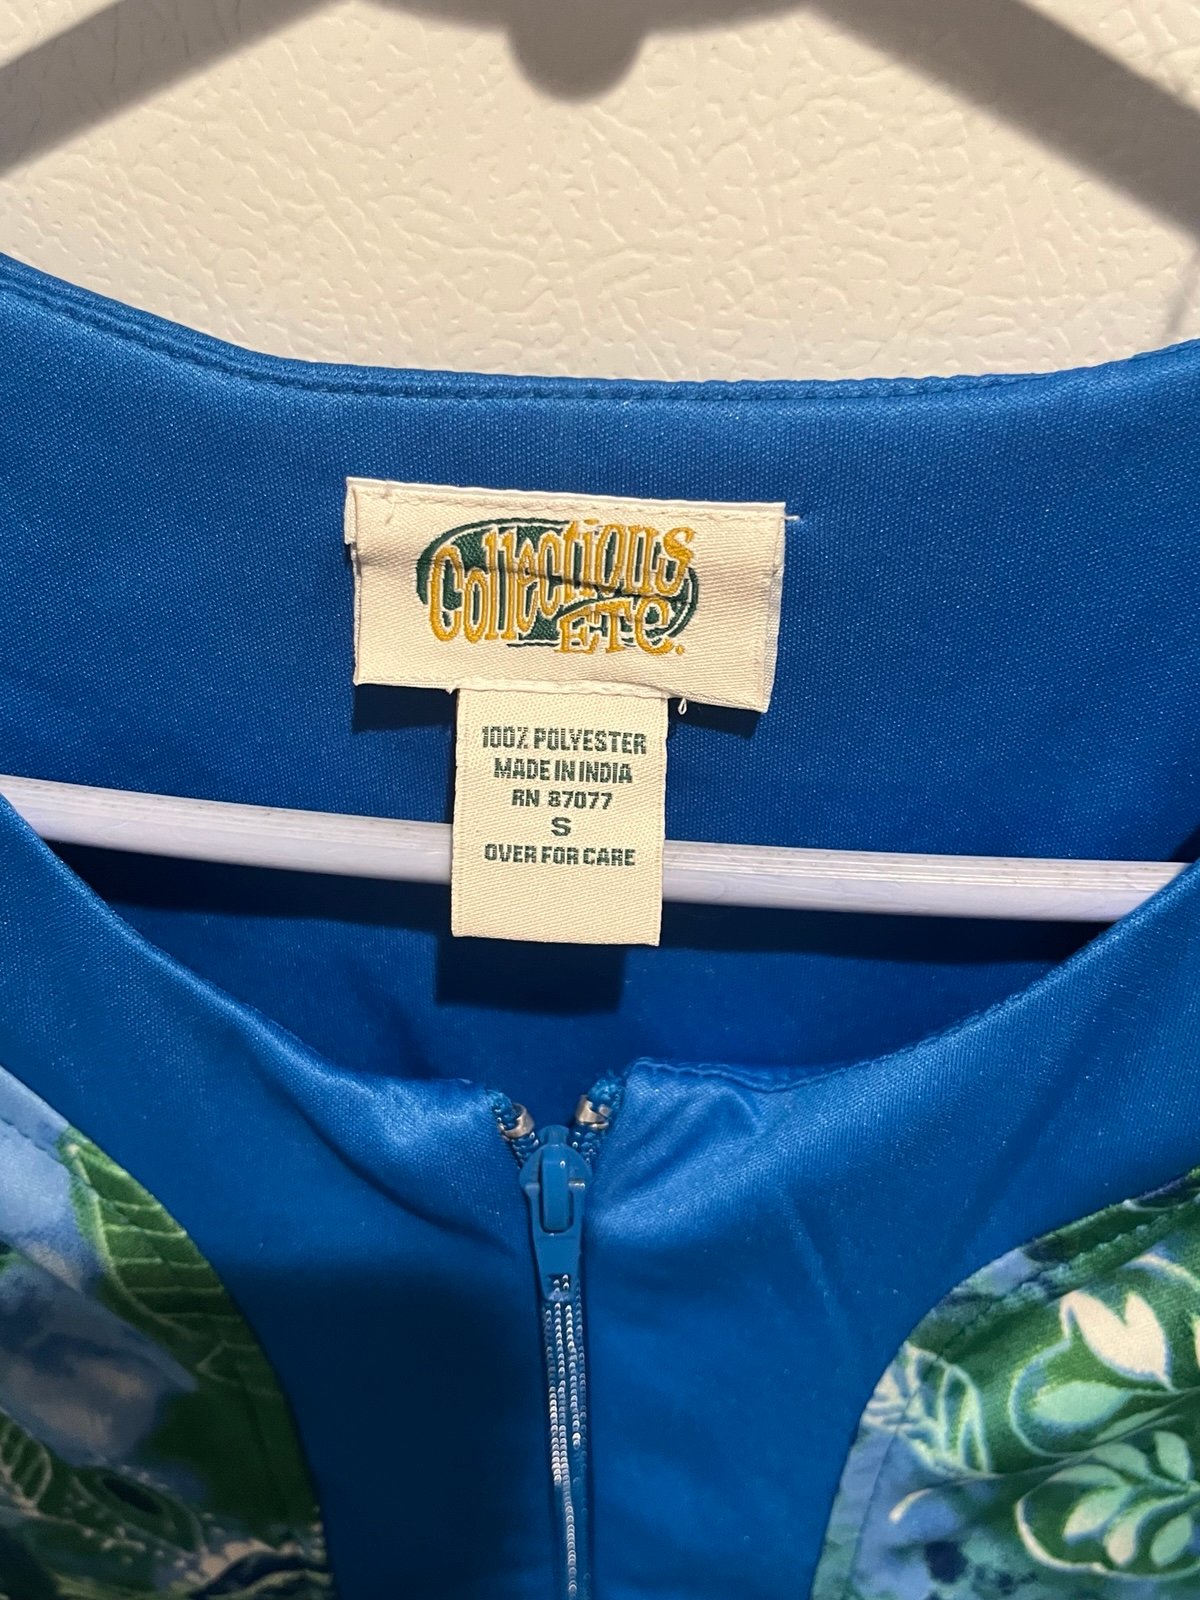 Collections
ETC.
100% POLYESTER
MADE IN INDIA
RN 87077
S
OVER FOR CARE